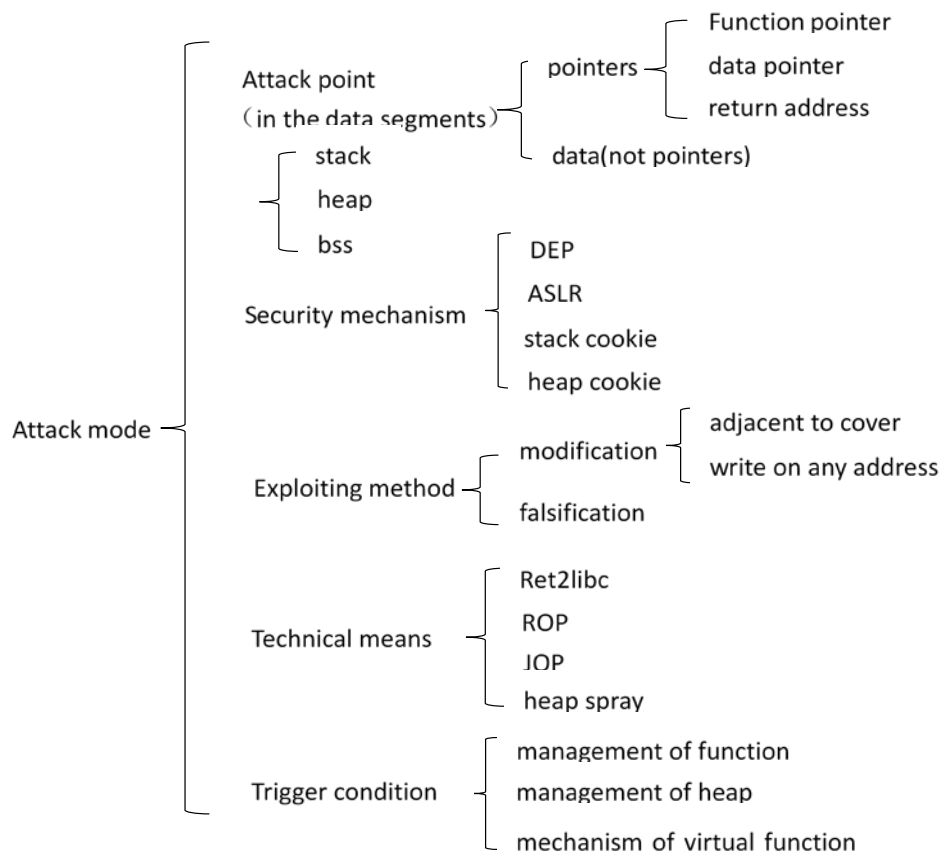 Attack mode
Attack point
（in the data segments）
stack
heap
bss
pointers
Function pointer
data pointer
return address
data(not pointers)
Security mechanism
DEP
ASLR
stack cookie
heap cookie
Exploiting method
modification
adjacent to cover
write on any address
falsification
Technical means
Ret2libc
ROP
JOP
heap spray
Trigger condition
management of function
management of heap
mechanism of virtual function